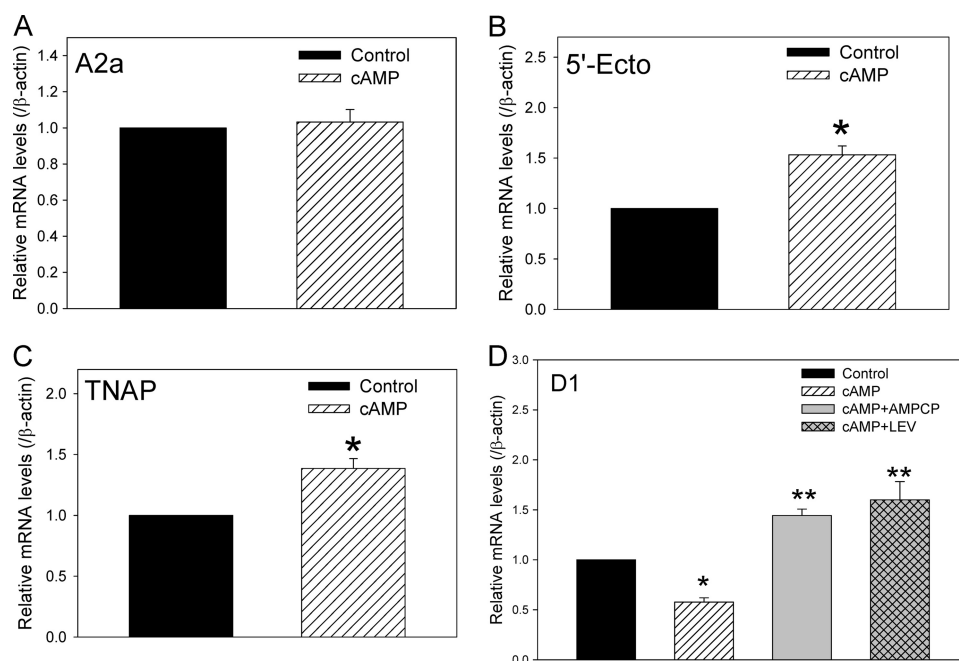 A
A2a
Control
cAMP
Relative mRNA levels (/β-actin)
1.4
1.2
1.0
0.8
0.6
1.4
0.2
0.0
B
5'-Ecto
Control
cAMP
Relative mRNA levels (/β-actin)
2.5
2.0
1.5
1.0
0.5
0.0
*
C
TNAP
Control
cAMP
Relative mRNA levels (/β-actin)
2.0
1.5
1.0
0.5
0.0
*
D
D1
Control
cAMP
cAMP+AMPCP
cAMP+LEV
Relative mRNA levels (/β-actin)
3.0
2.5
2.0
1.5
1.0
0.5
0.0
*
**
**